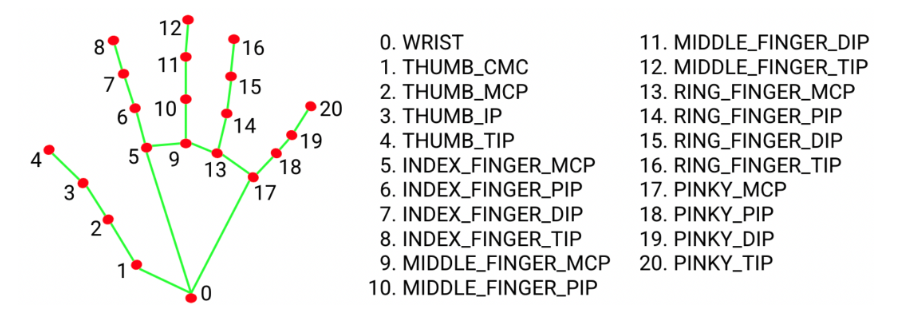 12
8
16
11
7
15
10
20
6
14
19
4
5
9
13
18
3
17
2
1
0
0. WRIST
1. THUMB_CMC
2. THUMB_MCP
3. THUMB_IP
4. THUMB_TIP
5. INDEX_FINGER_MCP
6. INDEX_FINGER_PIP
7. INDEX_FINGER_DIP
8. INDEX_FINGER_TIP
9. MIDDLE_FINGER_MCP
10. MIDDLE_FINGER_PIP
11. MIDDLE_FINGER_DIP
12. MIDDLE_FINGER_TIP
13. RING_FINGER_MCP
14. RING_FINGER_PIP
15. RING_FINGER_DIP
16. RING_FINGER_TIP
17. PINKY_MCP
18. PINKY_PIP
19. PINKY_DIP
20. PINKY_TIP